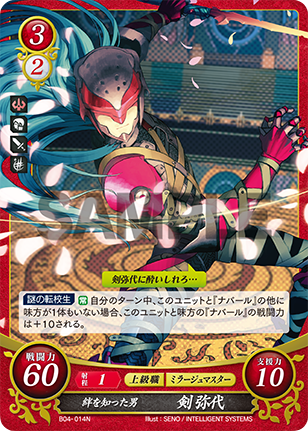 3
2
SAMPLE
剣弥代に酔いしれろ…
謎の転校生 常 自分のターン中、このユニットと『ナバール』の他に
味方が1体もいない場合、このユニットと味方の『ナバール』の戦闘力
は+10される。
戦闘力
60
射程 1 上級職 ミラージュマスター
支援力
10
絆を知った男 剣 弥代
B04-014N Illust : SENO / INTELLIGENT SYSTEMS